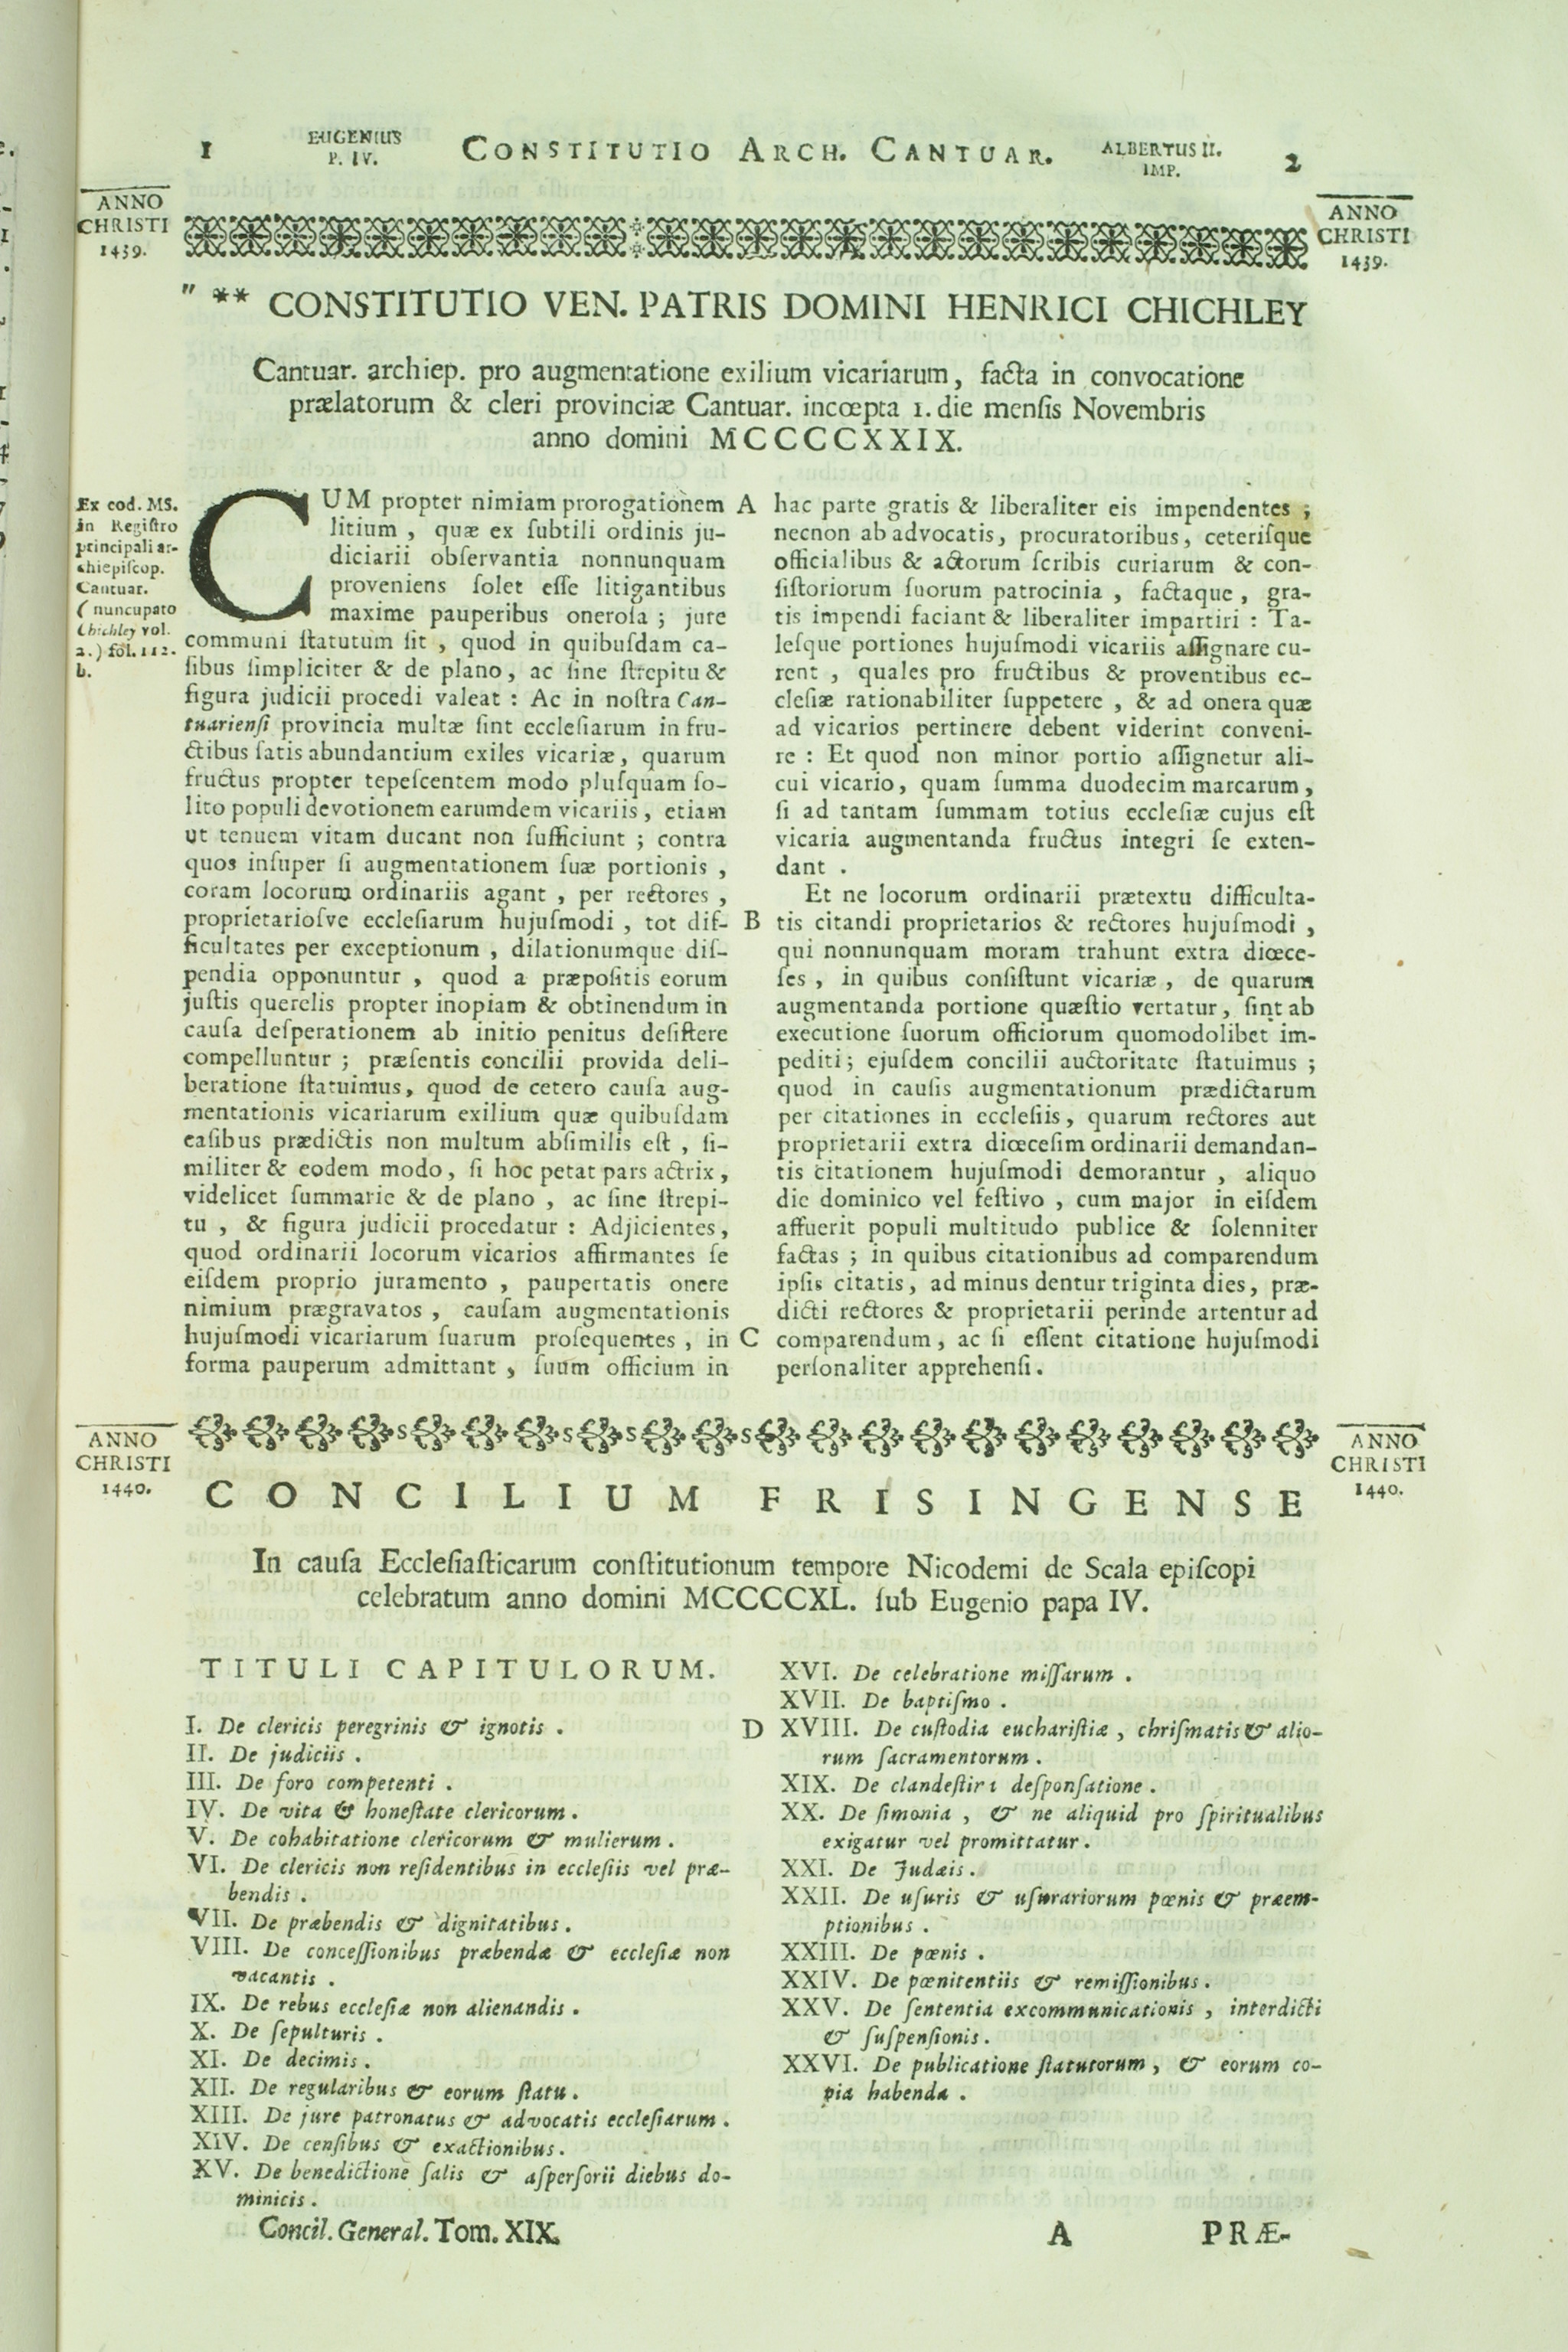 1 EUGENIUS P. IV. CONSTITUTIO ARCH. CANTUAR. ALBERTUS II. IMP. 2
ANNO
CHRISTI
1439.
ANNO
CHRISTI
1439.
" ** CONSTITUTIO VEN. PATRIS DOMINI HENRICI CHICHLEY
Cantuar. archiep. pro augmentatione exilium vicariarum, facta in convocatione
prælatorum & cleri provinciæ Cantuar. incœpta 1. die menſis Novembris
anno domini MCCCCXXIX.
Ex cod. MS.
in Regiſtro
principali ar-
chiepiſcop.
Cantuar.
( nuncupato
Chichley vol.
2.) fol. 112.
b.
CUM propter nimiam prorogationem
litium , quæ ex ſubtili ordinis ju-
diciarii obſervantia nonnunquam
proveniens ſolet eſſe litigantibus
maxime pauperibus oneroſa ; jure
communi ſtatutum ſit , quod in quibuſdam ca-
ſibus ſimpliciter & de plano, ac ſine ſtrepitu &
figura judicii procedi valeat : Ac in noſtra Can-
tuarienſi provincia multæ ſint eccleſiarum in fru-
ctibus ſatis abundantium exiles vicariæ, quarum
fructus propter tepeſcentem modo pluſquam ſo-
lito populi devotionem earumdem vicariis, etiam
ut tenuem vitam ducant non ſufficiunt ; contra
quos inſuper ſi augmentationem ſuæ portionis ,
coram locorum ordinariis agant , per rectores ,
proprietarioſve eccleſiarum hujuſmodi , tot dif-
ficultates per exceptionum , dilationumque diſ-
pendia opponuntur , quod a præpoſitis eorum
juſtis querelis propter inopiam & obtinendum in
cauſa deſperationem ab initio penitus deſiſtere
compelluntur ; præſentis concilii provida deli-
beratione ſtatuimus, quod de cetero cauſa aug-
mentationis vicariarum exilium quæ quibuſdam
caſibus prædictis non multum abſimilis eſt , ſi-
militer & eodem modo, ſi hoc petat pars actrix,
videlicet ſummarie & de plano , ac ſine ſtrepi-
tu , & figura judicii procedatur : Adjicientes,
quod ordinarii locorum vicarios affirmantes ſe
eiſdem proprio juramento , paupertatis onere
nimium prægravatos , cauſam augmentationis
hujuſmodi vicariarum ſuarum proſequentes , in
forma pauperum admittant , ſuum officium in
A
B
C
hac parte gratis & liberaliter eis impendentes ;
necnon ab advocatis, procuratoribus, ceteriſque
officialibus & actorum ſcribis curiarum & con-
ſiſtoriorum ſuorum patrocinia , factaque , gra-
tis impendi faciant & liberaliter impartiri : Ta-
leſque portiones hujuſmodi vicariis aſſignare cu-
rent , quales pro fructibus & proventibus ec-
cleſiæ rationabiliter ſuppetere , & ad onera quæ
ad vicarios pertinere debent viderint conveni-
re : Et quod non minor portio aſſignetur ali-
cui vicario, quam ſumma duodecim marcarum,
ſi ad tantam ſummam totius eccleſiæ cujus eſt
vicaria augmentanda fructus integri ſe exten-
dant .
Et ne locorum ordinarii prætextu difficulta-
tis citandi proprietarios & rectores hujuſmodi ,
qui nonnunquam moram trahunt extra diœce-
ſes , in quibus conſiſtunt vicariæ , de quarum
augmentanda portione quæſtio vertatur, ſint ab
executione ſuorum officiorum quomodolibet im-
pediti; ejuſdem concilii auctoritate ſtatuimus ;
quod in cauſis augmentationum prædictarum
per citationes in eccleſiis, quarum rectores aut
proprietarii extra diœceſim ordinarii demandan-
tis citationem hujuſmodi demorantur , aliquo
die dominico vel feſtivo , cum major in eiſdem
affuerit populi multitudo publice & ſolenniter
factas ; in quibus citationibus ad comparendum
ipſis citatis, ad minus dentur triginta dies, præ-
dicti rectores & proprietarii perinde artentur ad
comparendum, ac ſi eſſent citatione hujuſmodi
perſonaliter apprehenſi.
ANNO
CHRISTI
1440.
ANNO
CHRISTI
1440.
CONCILIUM FRISINGENSE
In cauſa Eccleſiaſticarum conſtitutionum tempore Nicodemi de Scala epiſcopi
celebratum anno domini MCCCCXL. ſub Eugenio papa IV.
TITULI CAPITULORUM.
I. De clericis peregrinis & ignotis .
II. De judiciis .
III. De foro competenti .
IV. De vita & honeſtate clericorum .
V. De cohabitatione clericorum & mulierum .
VI. De clericis non reſidentibus in eccleſiis vel præ-
bendis .
VII. De præbendis & dignitatibus .
VIII. De conceſſionibus præbendæ & eccleſiæ non
vacantis .
IX. De rebus eccleſiæ non alienandis .
X. De ſepulturis .
XI. De decimis .
XII. De regularibus & eorum ſtatu .
XIII. De jure patronatus & advocatis eccleſiarum .
XIV. De cenſibus & exactionibus .
XV. De benedictione ſalis & aſperſorii diebus do-
minicis .
D
XVI. De celebratione miſſarum .
XVII. De baptiſmo .
XVIII. De cuſtodia euchariſtiæ , chriſmatis & alio-
rum ſacramentorum .
XIX. De deſponſatione .
XX. De ſimonia , & ne aliquid pro ſpiritualibus
exigatur vel promittatur .
XXI. De Judæis .
XXII. De uſuris & uſurariorum pœnis & præem-
ptionibus .
XXIII. De pœnis .
XXIV. De pœnitentiis & remiſſionibus .
XXV. De ſententia excommunicationis , interdicti
& ſuſpenſionis .
XXVI. De publicatione ſtatutorum , & eorum co-
pia habenda .
Concil. General. Tom. XIX. A PRÆ-